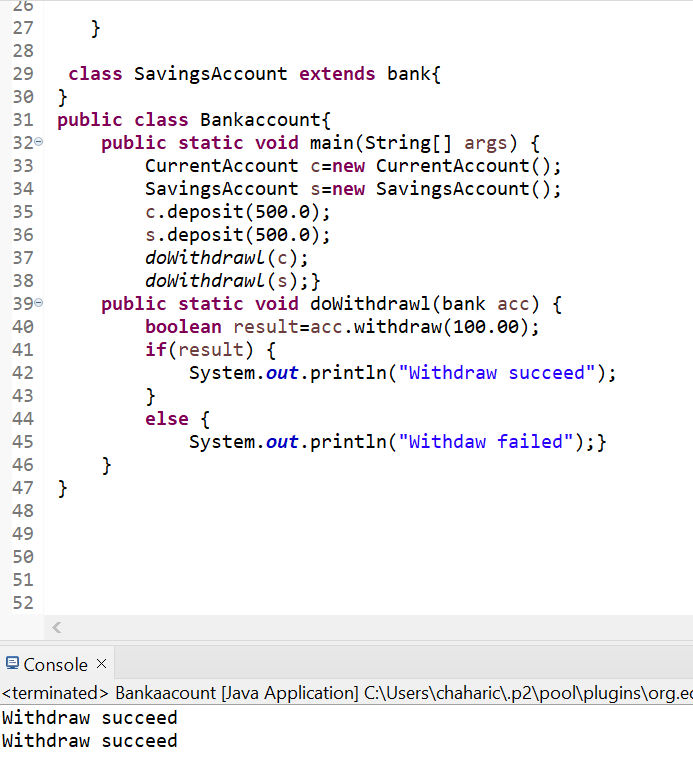 26
27 }
28
29 class SavingsAccount extends bank{
30 }
31 public class Bankaccount{
32 public static void main(String[] args) {
33 CurrentAccount c=new CurrentAccount();
34 SavingsAccount s=new SavingsAccount();
35 c.deposit(500.0);
36 s.deposit(500.0);
37 doWithdrawl(c);
38 doWithdrawl(s);}
39 public static void doWithdrawl(bank acc) {
40 boolean result=acc.withdraw(100.00);
41 if(result) {
42 System.out.println("Withdraw succeed");
43 }
44 else {
45 System.out.println("Withdaw failed");}
46 }
47 }
48
49
50
51
52
Console
<terminated> Bankaacount [Java Application] C:\Users\chaharic\.p2\pool\plugins\org.ec
Withdraw succeed
Withdraw succeed